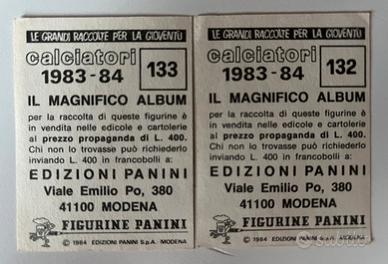 LE GRANDI RACCOLTE PER LA GIOVENTÙ
calciatori
1983-84 133
IL MAGNIFICO ALBUM
per la raccolta di queste figurine è
in vendita nelle edicole e cartolerie
al prezzo propaganda di L. 400.
Chi non lo trovasse può richiederlo
inviando L. 400 in francobolli a:
EDIZIONI PANINI
Viale Emilio Po, 380
41100 MODENA
FIGURINE PANINI
© 1984 EDIZIONI PANINI S.p.A. MODENA
LE GRANDI RACCOLTE PER LA GIOVENTÙ
calciatori
1983-84 132
IL MAGNIFICO ALBUM
per la raccolta di queste figurine è
in vendita nelle edicole e cartolerie
al prezzo propaganda di L. 400.
Chi non lo trovasse può richiederlo
inviando L. 400 in francobolli a:
EDIZIONI PANINI
Viale Emilio Po, 380
41100 MODENA
FIGURINE PANINI
© 1984 EDIZIONI PANINI S.p.A. MODENA
subito